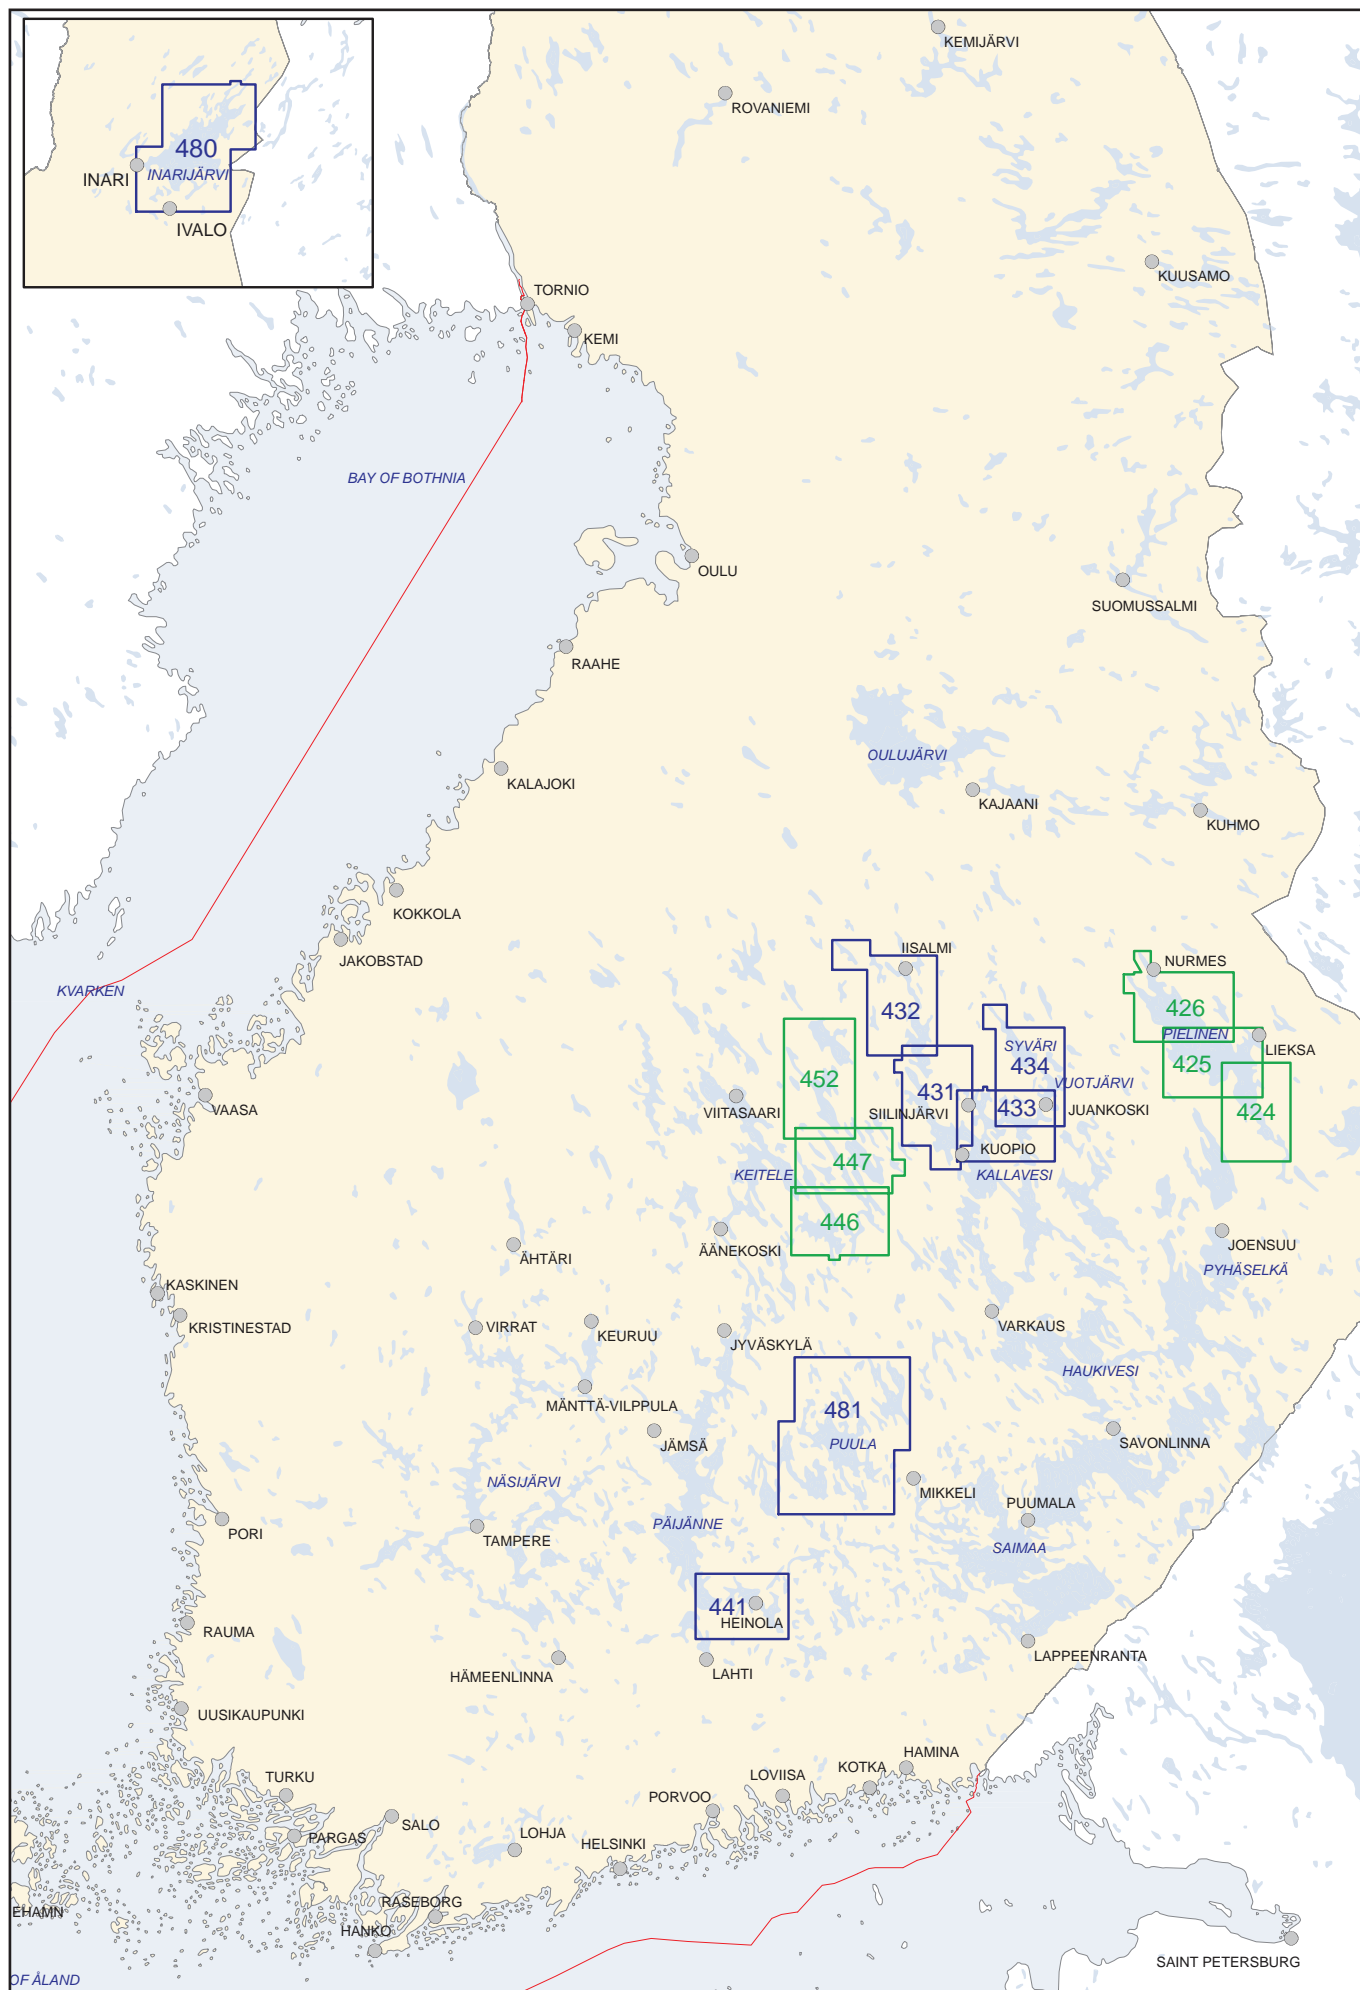 KEMIJÄRVI
ROVANIEMI
480
INARI
INARIJÄRVI
IVALO
KUUSAMO
TORNIO
KEMI
BAY OF BOTHNIA
OULU
SUOMUSSALMI
RAAHE
OULUJÄRVI
KALAJOKI
KAJAANI
KUHMO
KOKKOLA
JAKOBSTAD
IISALMI
NURMES
KVARKEN
432
426
SYVÄRI
PIELINEN
LIEKSA
434
425
452
VUOTJÄRVI
431
433
424
VAASA
VIITASAARI
SIILINJÄRVI
JUANKOSKI
KUOPIO
447
KEITELE
KALLAVESI
446
ÄÄNEKOSKI
JOENSUU
ÄHTÄRI
PYHÄSELKÄ
KASKINEN
KRISTINESTAD
VIRRAT
KEURUU
VARKAUS
JYVÄSKYLÄ
HAUKIVESI
MÄNTTÄ-VILPPULA
481
JÄMSÄ
PUULA
SAVONLINNA
NÄSIJÄRVI
MIKKELI
PUUMALA
PORI
PÄIJÄNNE
TAMPERE
SAIMAA
441
HEINOLA
RAUMA
LAPPEENRANTA
HÄMEENLINNA
LAHTI
UUSIKAUPUNKI
HAMINA
TURKU
LOVIISA
KOTKA
PORVOO
SALO
PARGAS
LOHJA
HELSINKI
RASEBORG
EHAMN
HANKO
SAINT PETERSBURG
OF ÅLAND